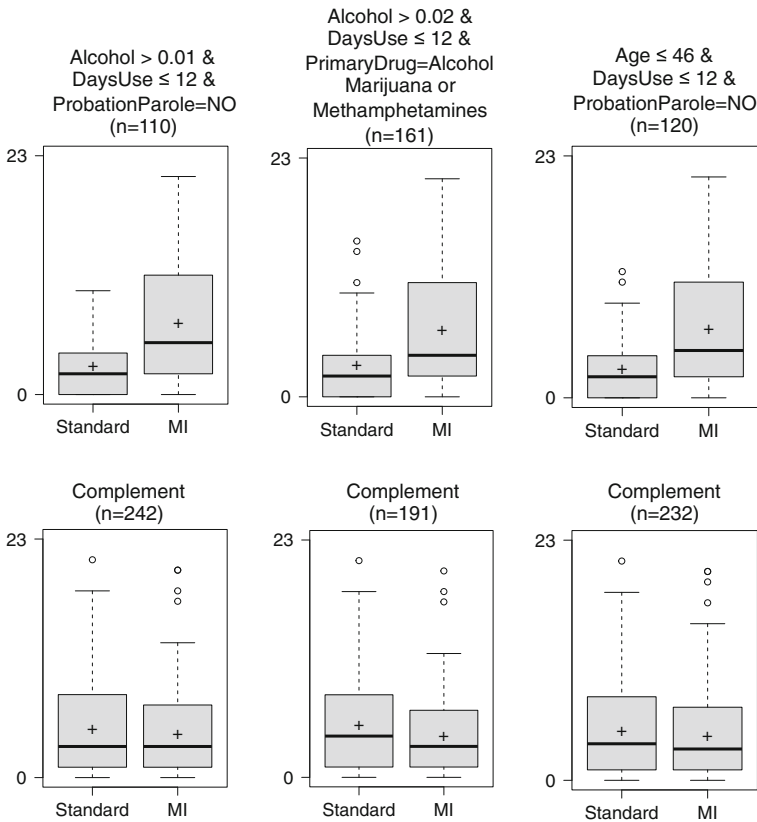 Alcohol > 0.01 &
DaysUse ≤ 12 &
ProbationParole=NO
(n=110)
23
0
Standard
MI
Alcohol > 0.02 &
DaysUse ≤ 12 &
PrimaryDrug=Alcohol
Marijuana or
Methamphetamines
(n=161)
23
0
Standard
MI
Age ≤ 46 &
DaysUse ≤ 12 &
ProbationParole=NO
(n=120)
23
0
Standard
MI
Complement
(n=242)
23
0
Standard
MI
Complement
(n=191)
23
0
Standard
MI
Complement
(n=232)
23
0
Standard
MI